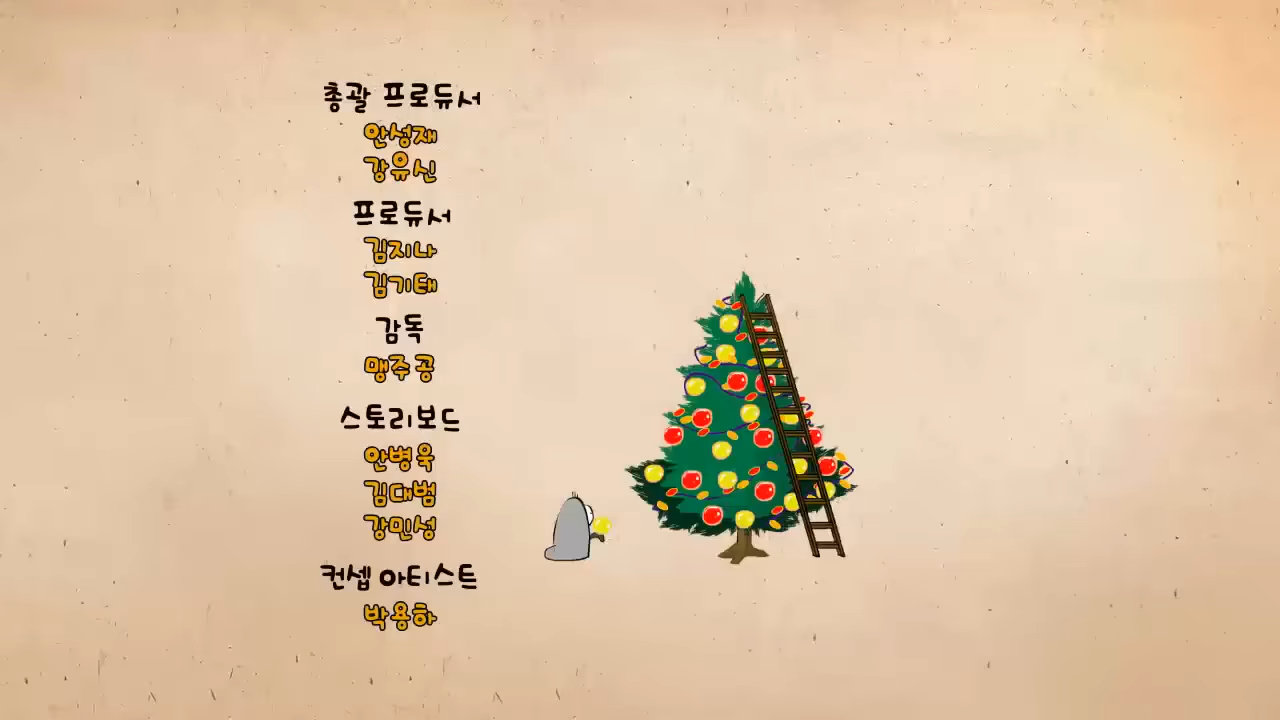 총괄 프로듀서
안성재
강유신
프로듀서
김지나
김기태
감독
맹주공
스토리보드
안병욱
김대범
강민성
컨셉 아티스트
박용하